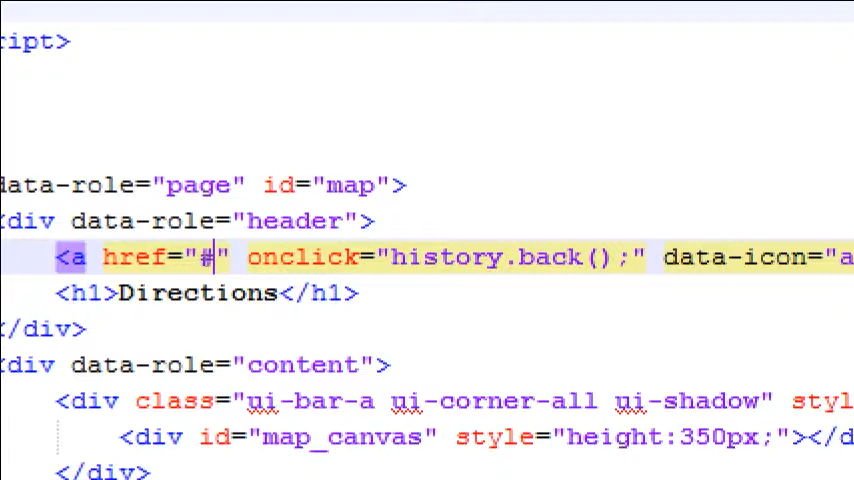 ript>
data-role="page" id="map">
<div data-role="header">
<a href="#" onclick="history.back();" data-icon="a
<h1>Directions</h1>
</div>
<div data-role="content">
<div class="ui-bar-a ui-corner-all ui-shadow" styl
<div id="map_canvas" style="height:350px;"></d
</div>